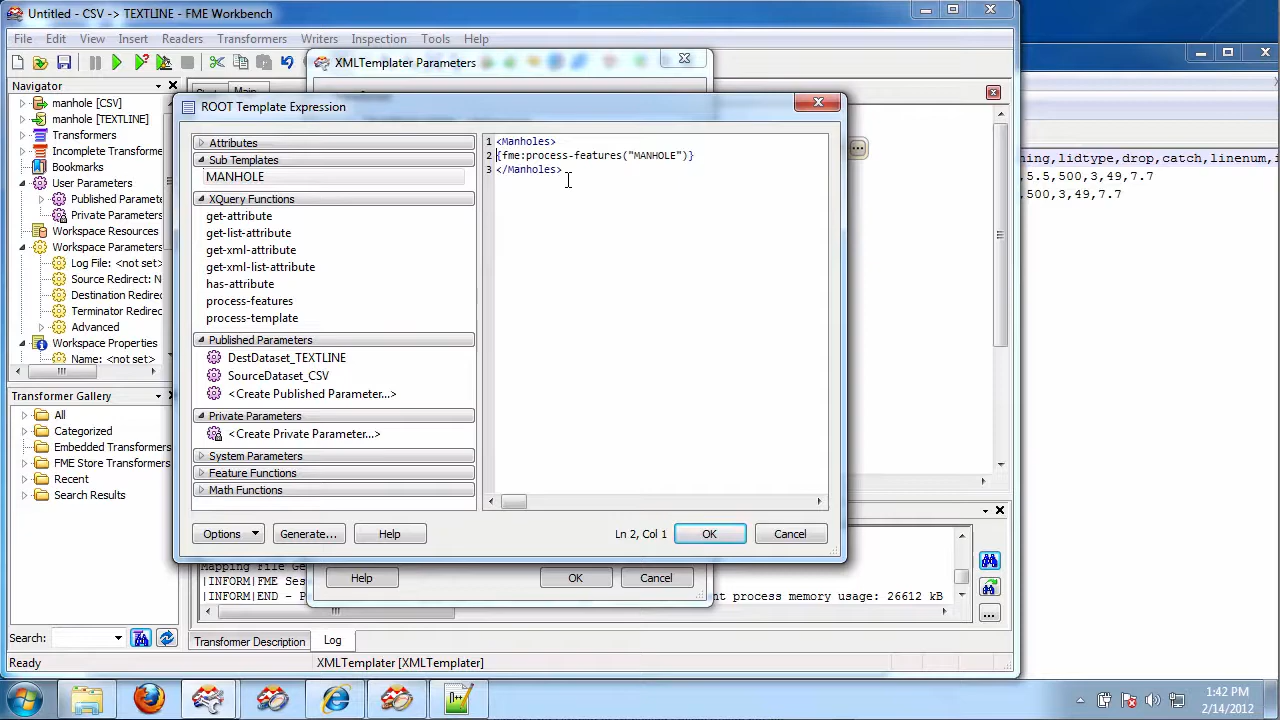 Untitled - CSV -> TEXTLINE - FME Workbench
File Edit View Insert Readers Transformers Writers Inspection Tools Help
XMLTemplater Parameters
Navigator
manhole [CSV]
manhole [TEXTLINE]
Transformers
Incomplete Transform
Bookmarks
User Parameters
Published Paramete
Private Parameters
Workspace Resources
Workspace Parameters
Log File: <not set>
Source Redirect: N
Destination Redirec
Terminator Redirec
Advanced
Workspace Properties
Name: <not set>
Main
ROOT Template Expression
Attributes
Sub Templates
MANHOLE
XQuery Functions
get-attribute
get-list-attribute
get-xml-attribute
get-xml-list-attribute
has-attribute
process-features
process-template
Published Parameters
DestDataset_TEXTLINE
SourceDataset_CSV
<Create Published Parameter...>
Private Parameters
<Create Private Parameter...>
System Parameters
Feature Functions
Math Functions
1 <Manholes>
2 {fme:process-features("MANHOLE")}
3 </Manholes>
Options Generate... Help Ln 2, Col 1 OK Cancel
ning,lidtype,drop,catch,linenum,l
,5.5,500,3,49,7.7
,500,3,49,7.7
Transformer Gallery
All
Categorized
Embedded Transformers
FME Store Transformers
Recent
Search Results
Search:
Help OK Cancel
Mapping File Ge
|INFORM|FME Ses
|INFORM|END - P
nt process memory usage: 26612 kB
Transformer Description Log
Ready XMLTemplater [XMLTemplater]
1:42 PM
2/14/2012